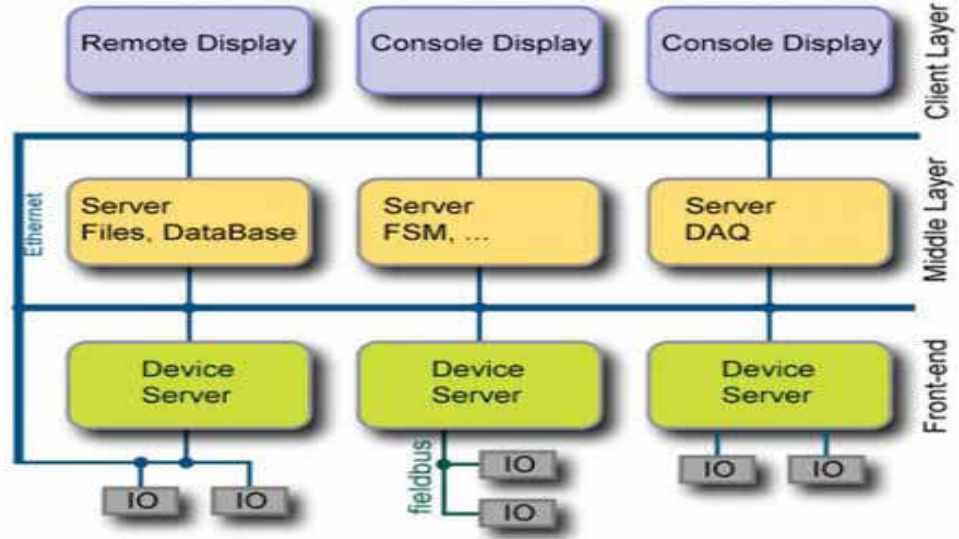 Remote Display
Console Display
Console Display
Client Layer
Ethernet
Server
Files, DataBase
Server
FSM, ...
Server
DAQ
Middle Layer
Device
Server
Device
Server
Device
Server
Front-end
fieldbus
IO
IO
IO
IO
IO
IO